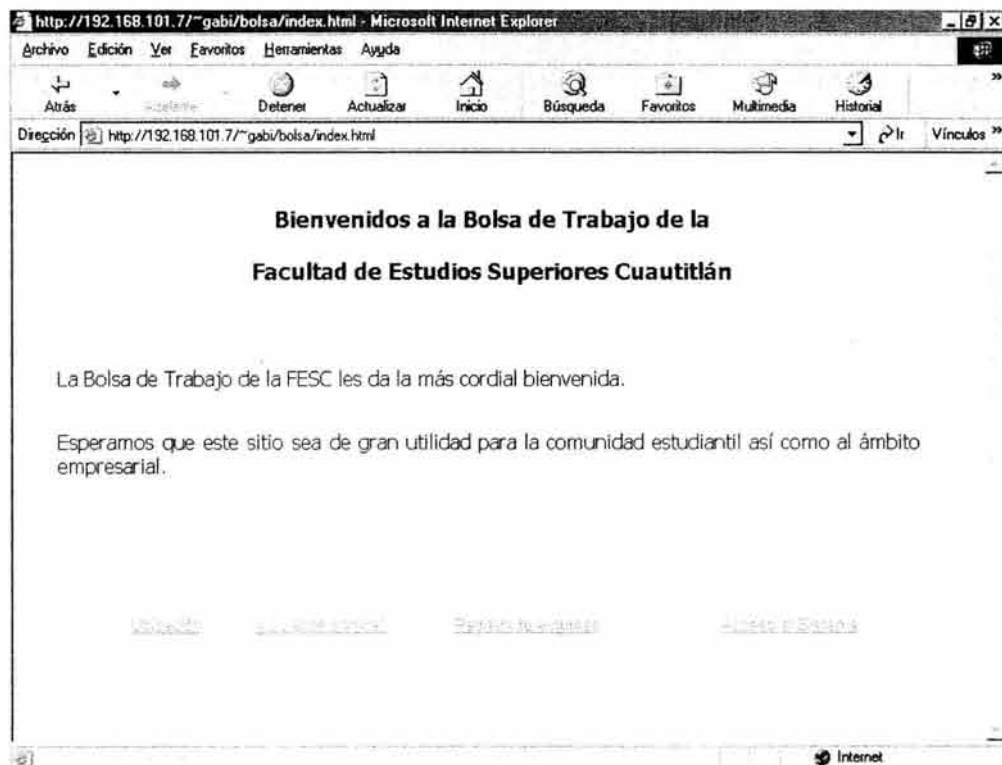 http://192.168.101.7/~gabi/bolsa/index.html - Microsoft Internet Explorer
Archivo Edición Ver Favoritos Herramientas Ayuda
Atrás Adelante Detener Actualizar Inicio Búsqueda Favoritos Multimedia Historial
Dirección http://192.168.101.7/~gabi/bolsa/index.html Ir Vínculos
Bienvenidos a la Bolsa de Trabajo de la
Facultad de Estudios Superiores Cuautitlán
La Bolsa de Trabajo de la FESC les da la más cordial bienvenida.
Esperamos que este sitio sea de gran utilidad para la comunidad estudiantil así como al ámbito
empresarial.
Ubicación
Internet